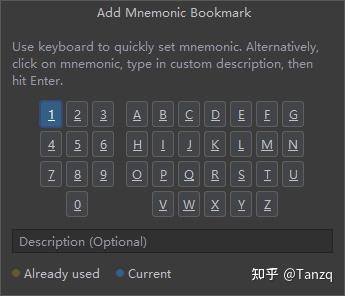 Add Mnemonic Bookmark
Use keyboard to quickly set mnemonic. Alternatively,
click on mnemonic, type in custom description, then
hit Enter.
1 2 3 A B C D E F G
4 5 6 H I J K L M N
7 8 9 O P Q R S T U
0 V W X Y Z
Description (Optional)
Already used Current
知乎 @Tanzq